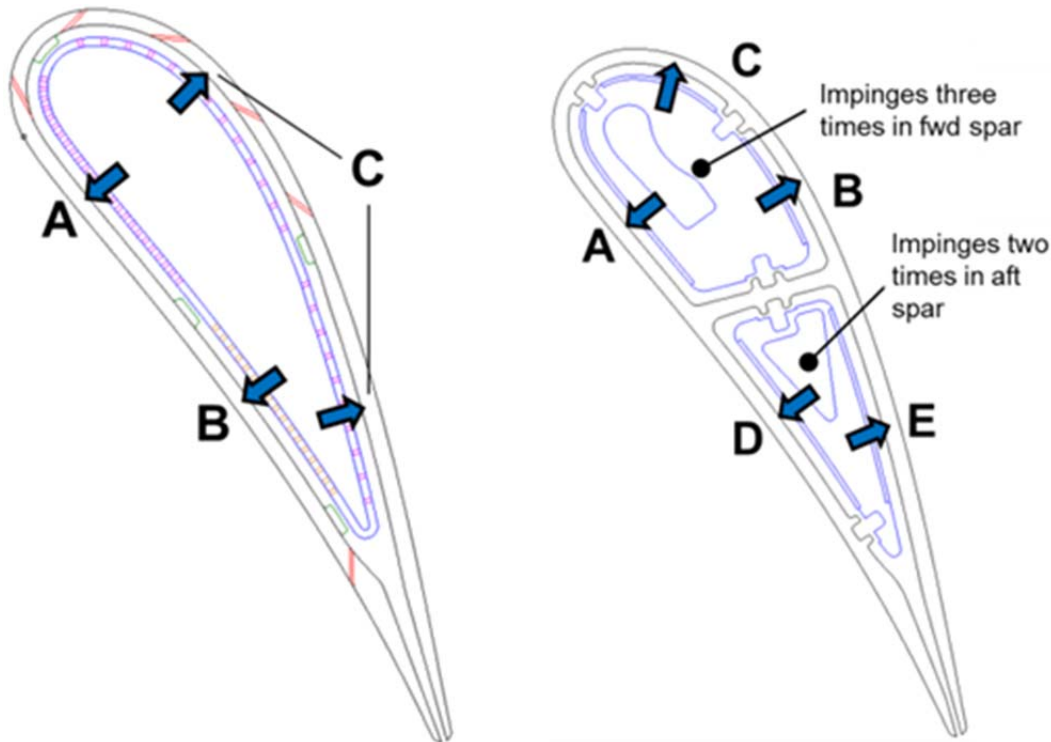 C
A
B
C
Impinges three
times in fwd spar
B
A
Impinges two
times in aft
spar
D
E